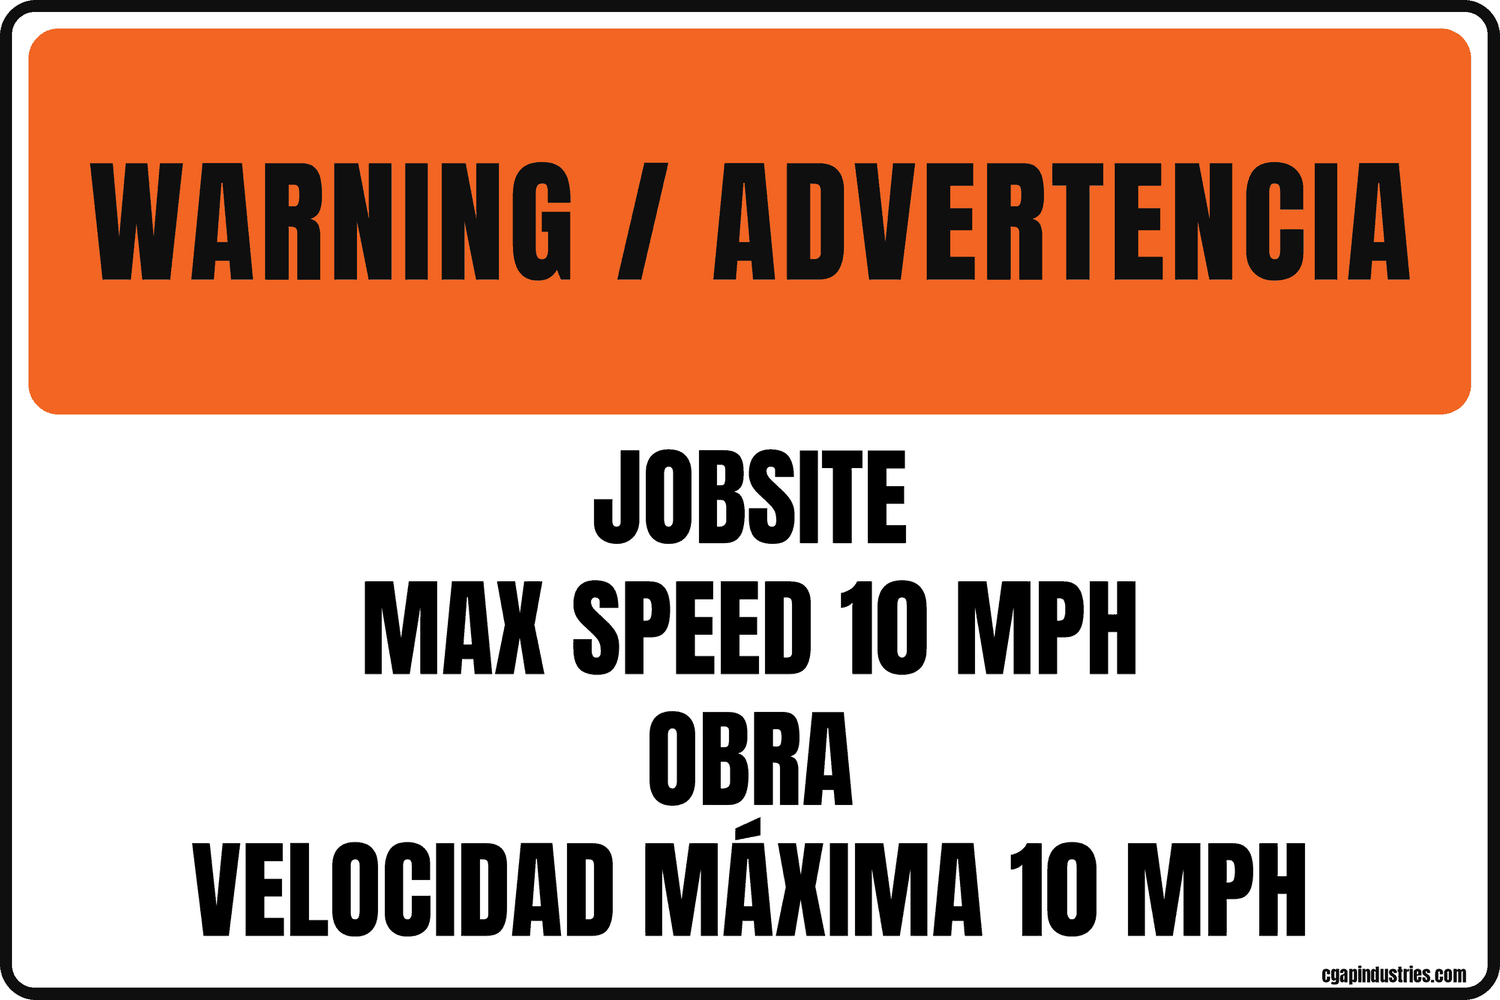 WARNING / ADVERTENCIA
JOBSITE
MAX SPEED 10 MPH
OBRA
VELOCIDAD MÁXIMA 10 MPH
cgapindustries.com